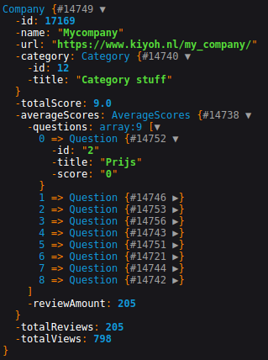 Company {#14749 ▼
  -id: 17169
  -name: "Mycompany"
  -url: "https://www.kiyoh.nl/my_company/"
  -category: Category {#14740 ▼
    -id: 12
    -title: "Category stuff"
  }
  -totalScore: 9.0
  -averageScores: AverageScores {#14738 ▼
    -questions: array:9 [▼
      0 => Question {#14752 ▼
        -id: "2"
        -title: "Prijs"
        -score: "0"
      }
      1 => Question {#14746 ▶}
      2 => Question {#14753 ▶}
      3 => Question {#14756 ▶}
      4 => Question {#14743 ▶}
      5 => Question {#14751 ▶}
      6 => Question {#14721 ▶}
      7 => Question {#14744 ▶}
      8 => Question {#14742 ▶}
    ]
    -reviewAmount: 205
  }
  -totalReviews: 205
  -totalViews: 798
}